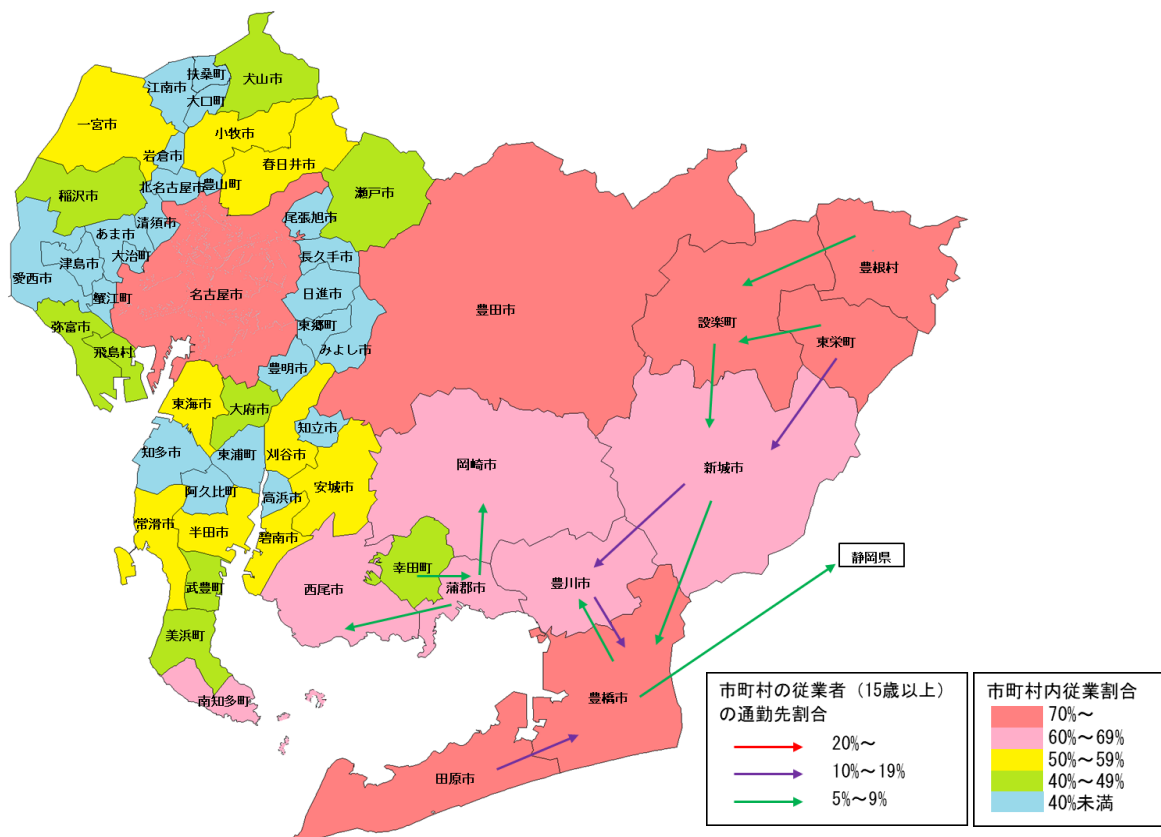 扶桑町
犬山市
江南市
大口町
一宮市
小牧市
岩倉市
春日井市
北名古屋市
豊山町
稲沢市
瀬戸市
清須市
尾張旭市
あま市
大治町
長久手市
津島市
愛西市
蟹江町
名古屋市
日進市
豊根村
豊田市
設楽町
東郷町
弥富市
飛島村
みよし市
東栄町
豊明市
東海市
大府市
知立市
知多市
東浦町
刈谷市
岡崎市
新城市
阿久比町
高浜市
安城市
常滑市
半田市
碧南市
静岡県
幸田町
豊川市
武豊町
西尾市
蒲郡市
美浜町
南知多町
豊橋市
田原市
市町村の従業者（15歳以上）
の通勤先割合
20%～
10%～19%
5%～9%
市町村内従業割合
70%～
60%～69%
50%～59%
40%～49%
40%未満